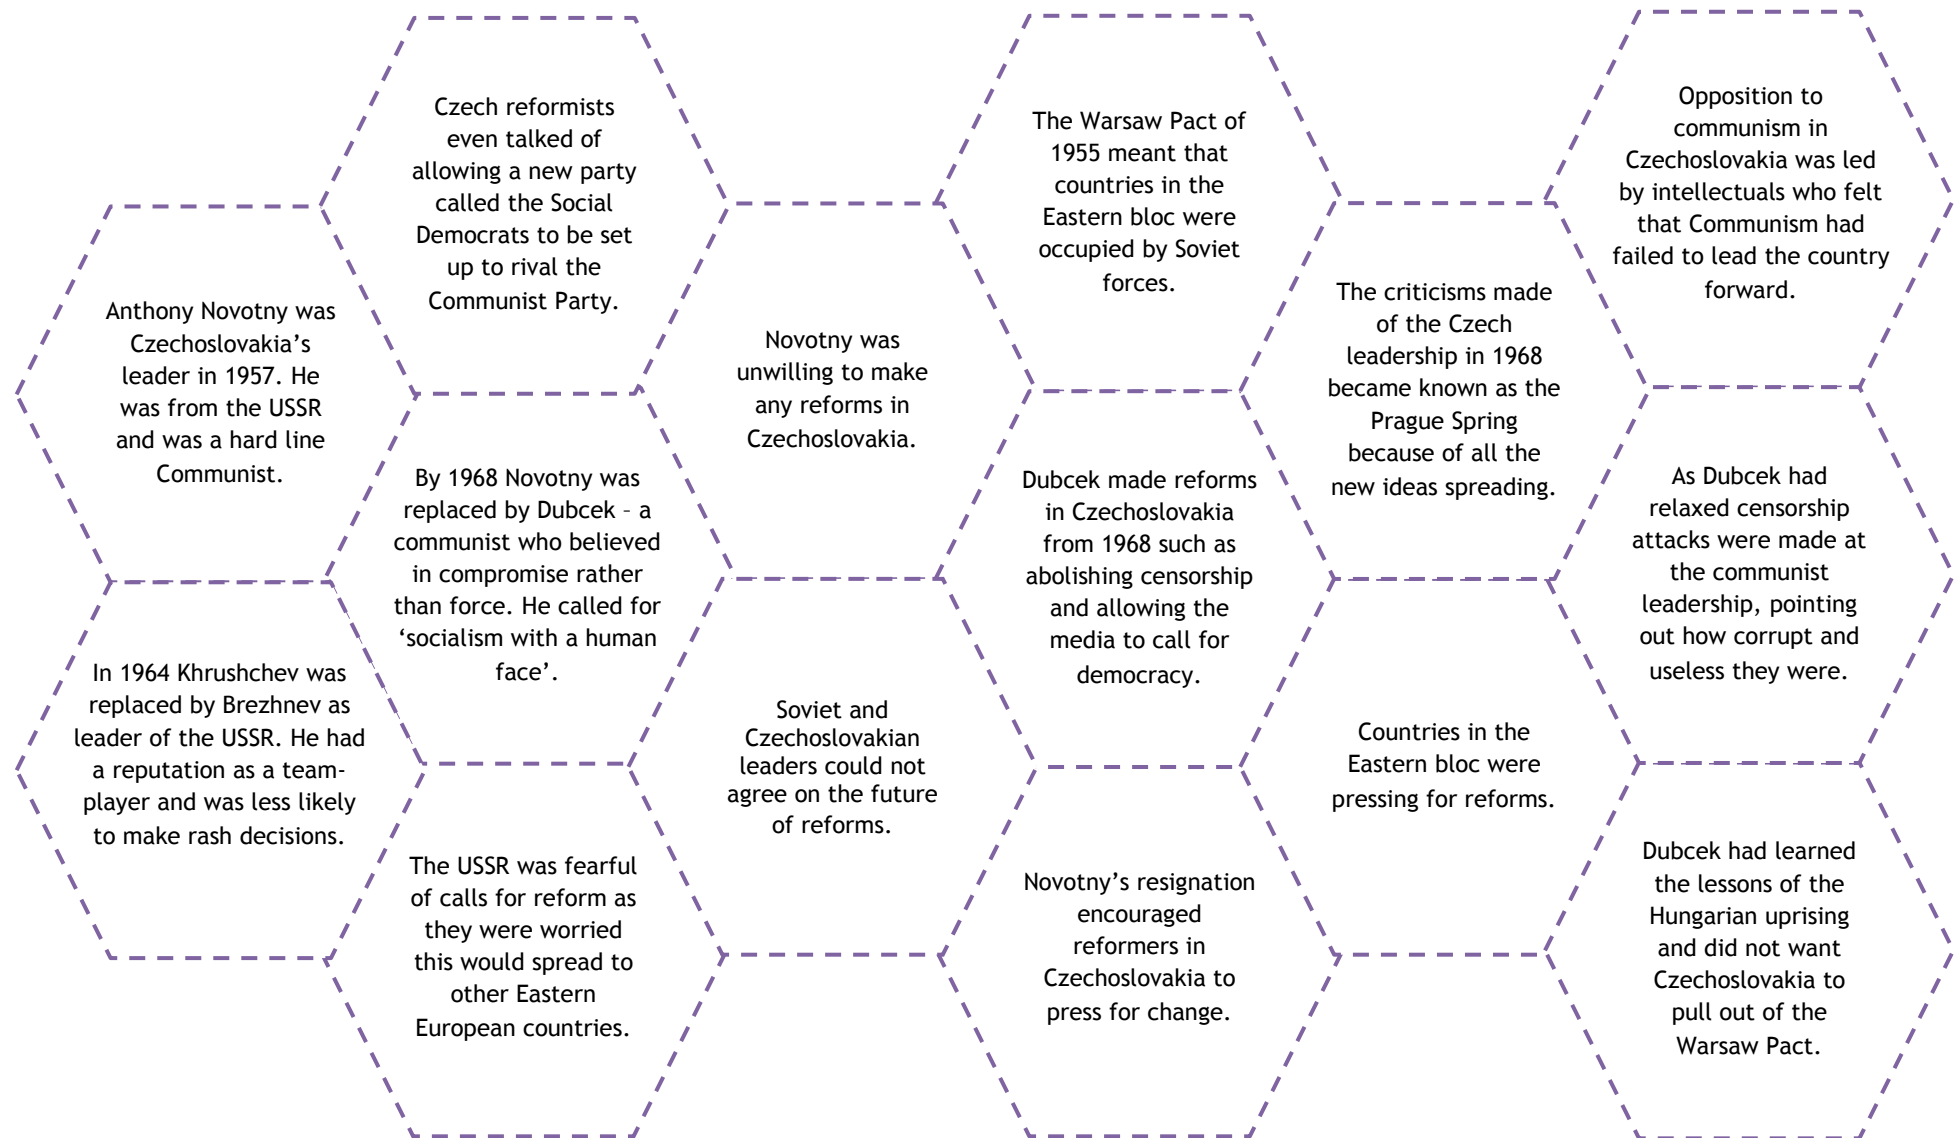 Anthony Novotny was
Czechoslovakia’s
leader in 1957. He
was from the USSR
and was a hard line
Communist.
In 1964 Khrushchev was
replaced by Brezhnev as
leader of the USSR. He had
a reputation as a team-
player and was less likely
to make rash decisions.
Czech reformists
even talked of
allowing a new party
called the Social
Democrats to be set
up to rival the
Communist Party.
By 1968 Novotny was
replaced by Dubcek – a
communist who believed
in compromise rather
than force. He called for
‘socialism with a human
face’.
The USSR was fearful
of calls for reform as
they were worried
this would spread to
other Eastern
European countries.
Novotny was
unwilling to make
any reforms in
Czechoslovakia.
Soviet and
Czechoslovakian
leaders could not
agree on the future
of reforms.
The Warsaw Pact of
1955 meant that
countries in the
Eastern bloc were
occupied by Soviet
forces.
Dubcek made reforms
in Czechoslovakia
from 1968 such as
abolishing censorship
and allowing the
media to call for
democracy.
Novotny’s resignation
encouraged
reformers in
Czechoslovakia to
press for change.
The criticisms made
of the Czech
leadership in 1968
became known as the
Prague Spring
because of all the
new ideas spreading.
Countries in the
Eastern bloc were
pressing for reforms.
Opposition to
communism in
Czechoslovakia was led
by intellectuals who felt
that Communism had
failed to lead the country
forward.
As Dubcek had
relaxed censorship
attacks were made at
the communist
leadership, pointing
out how corrupt and
useless they were.
Dubcek had learned
the lessons of the
Hungarian uprising
and did not want
Czechoslovakia to
pull out of the
Warsaw Pact.